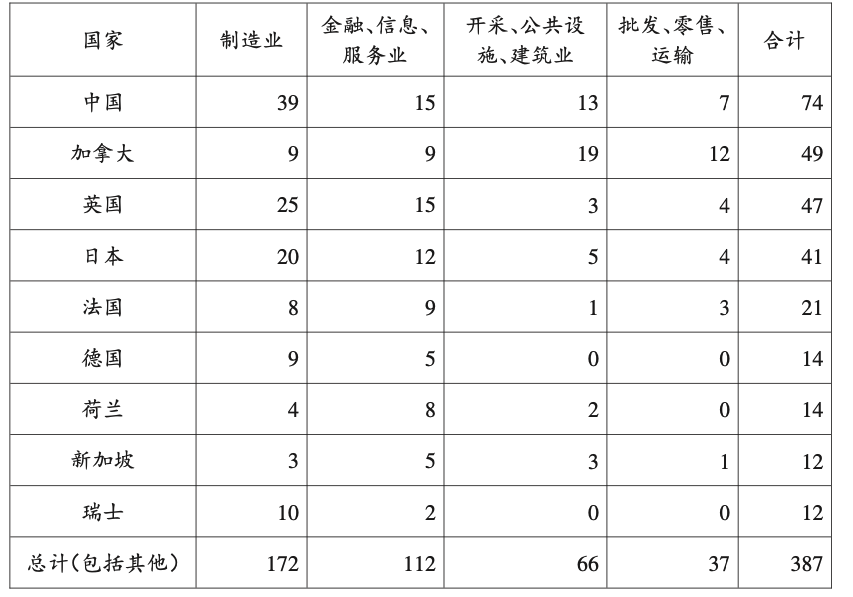 国家 制造业 金融、信息、服务业 开采、公共设施、建筑业 批发、零售、运输 合计
中国 39 15 13 7 74
加拿大 9 9 19 12 49
英国 25 15 3 4 47
日本 20 12 5 4 41
法国 8 9 1 3 21
德国 9 5 0 0 14
荷兰 4 8 2 0 14
新加坡 3 5 3 1 12
瑞士 10 2 0 0 12
总计(包括其他) 172 112 66 37 387